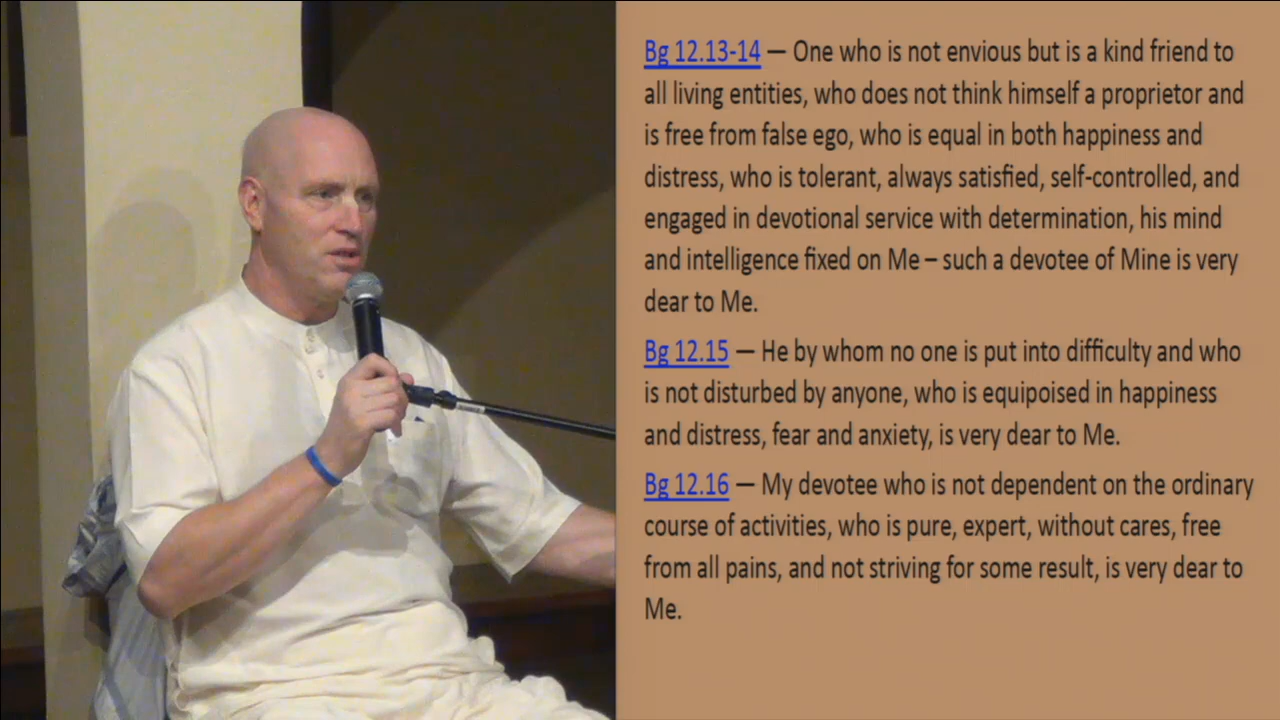 Bg 12.13-14 — One who is not envious but is a kind friend to
all living entities, who does not think himself a proprietor and
is free from false ego, who is equal in both happiness and
distress, who is tolerant, always satisfied, self-controlled, and
engaged in devotional service with determination, his mind
and intelligence fixed on Me – such a devotee of Mine is very
dear to Me.
Bg 12.15 — He by whom no one is put into difficulty and who
is not disturbed by anyone, who is equipoised in happiness
and distress, fear and anxiety, is very dear to Me.
Bg 12.16 — My devotee who is not dependent on the ordinary
course of activities, who is pure, expert, without cares, free
from all pains, and not striving for some result, is very dear to
Me.